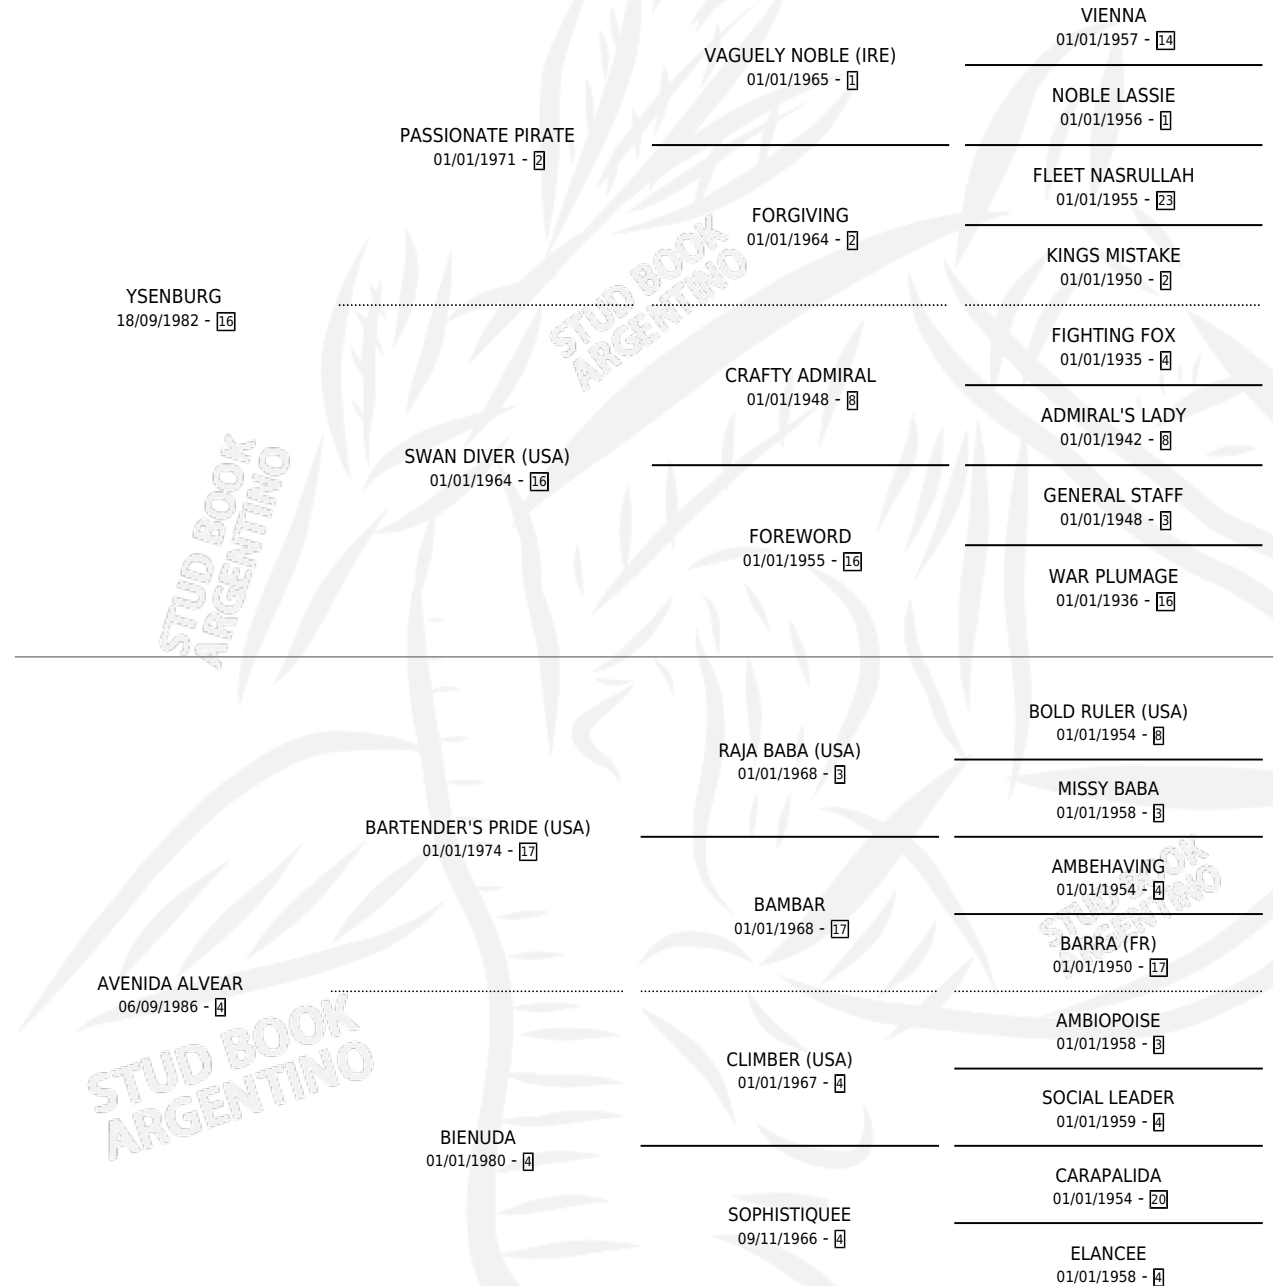 VIENNA
01/01/1957 - 14
VAGUELY NOBLE (IRE)
01/01/1965 - 1
NOBLE LASSIE
01/01/1956 - 1
PASSIONATE PIRATE
01/01/1971 - 2
FLEET NASRULLAH
01/01/1955 - 23
FORGIVING
01/01/1964 - 2
KINGS MISTAKE
01/01/1950 - 2
YSENBURG
18/09/1982 - 16
FIGHTING FOX
01/01/1935 - 4
CRAFTY ADMIRAL
01/01/1948 - 8
ADMIRAL'S LADY
01/01/1942 - 8
SWAN DIVER (USA)
01/01/1964 - 16
GENERAL STAFF
01/01/1948 - 3
FOREWORD
01/01/1955 - 16
WAR PLUMAGE
01/01/1936 - 16
STUD BOOK
ARGENTINO
STUD BOOK
ARGENTINO
BOLD RULER (USA)
01/01/1954 - 8
RAJA BABA (USA)
01/01/1968 - 3
MISSY BABA
01/01/1958 - 3
BARTENDER'S PRIDE (USA)
01/01/1974 - 17
AMBEHAVING
01/01/1954 - 4
BAMBAR
01/01/1968 - 17
BARRA (FR)
01/01/1950 - 17
AVENIDA ALVEAR
06/09/1986 - 4
AMBIOPOISE
01/01/1958 - 3
CLIMBER (USA)
01/01/1967 - 4
SOCIAL LEADER
01/01/1959 - 4
BIENUDA
01/01/1980 - 4
CARAPALIDA
01/01/1954 - 20
SOPHISTIQUEE
09/11/1966 - 4
ELANCEE
01/01/1958 - 4
STUD BOOK
ARGENTINO
STUD BOOK
ARGENTINO